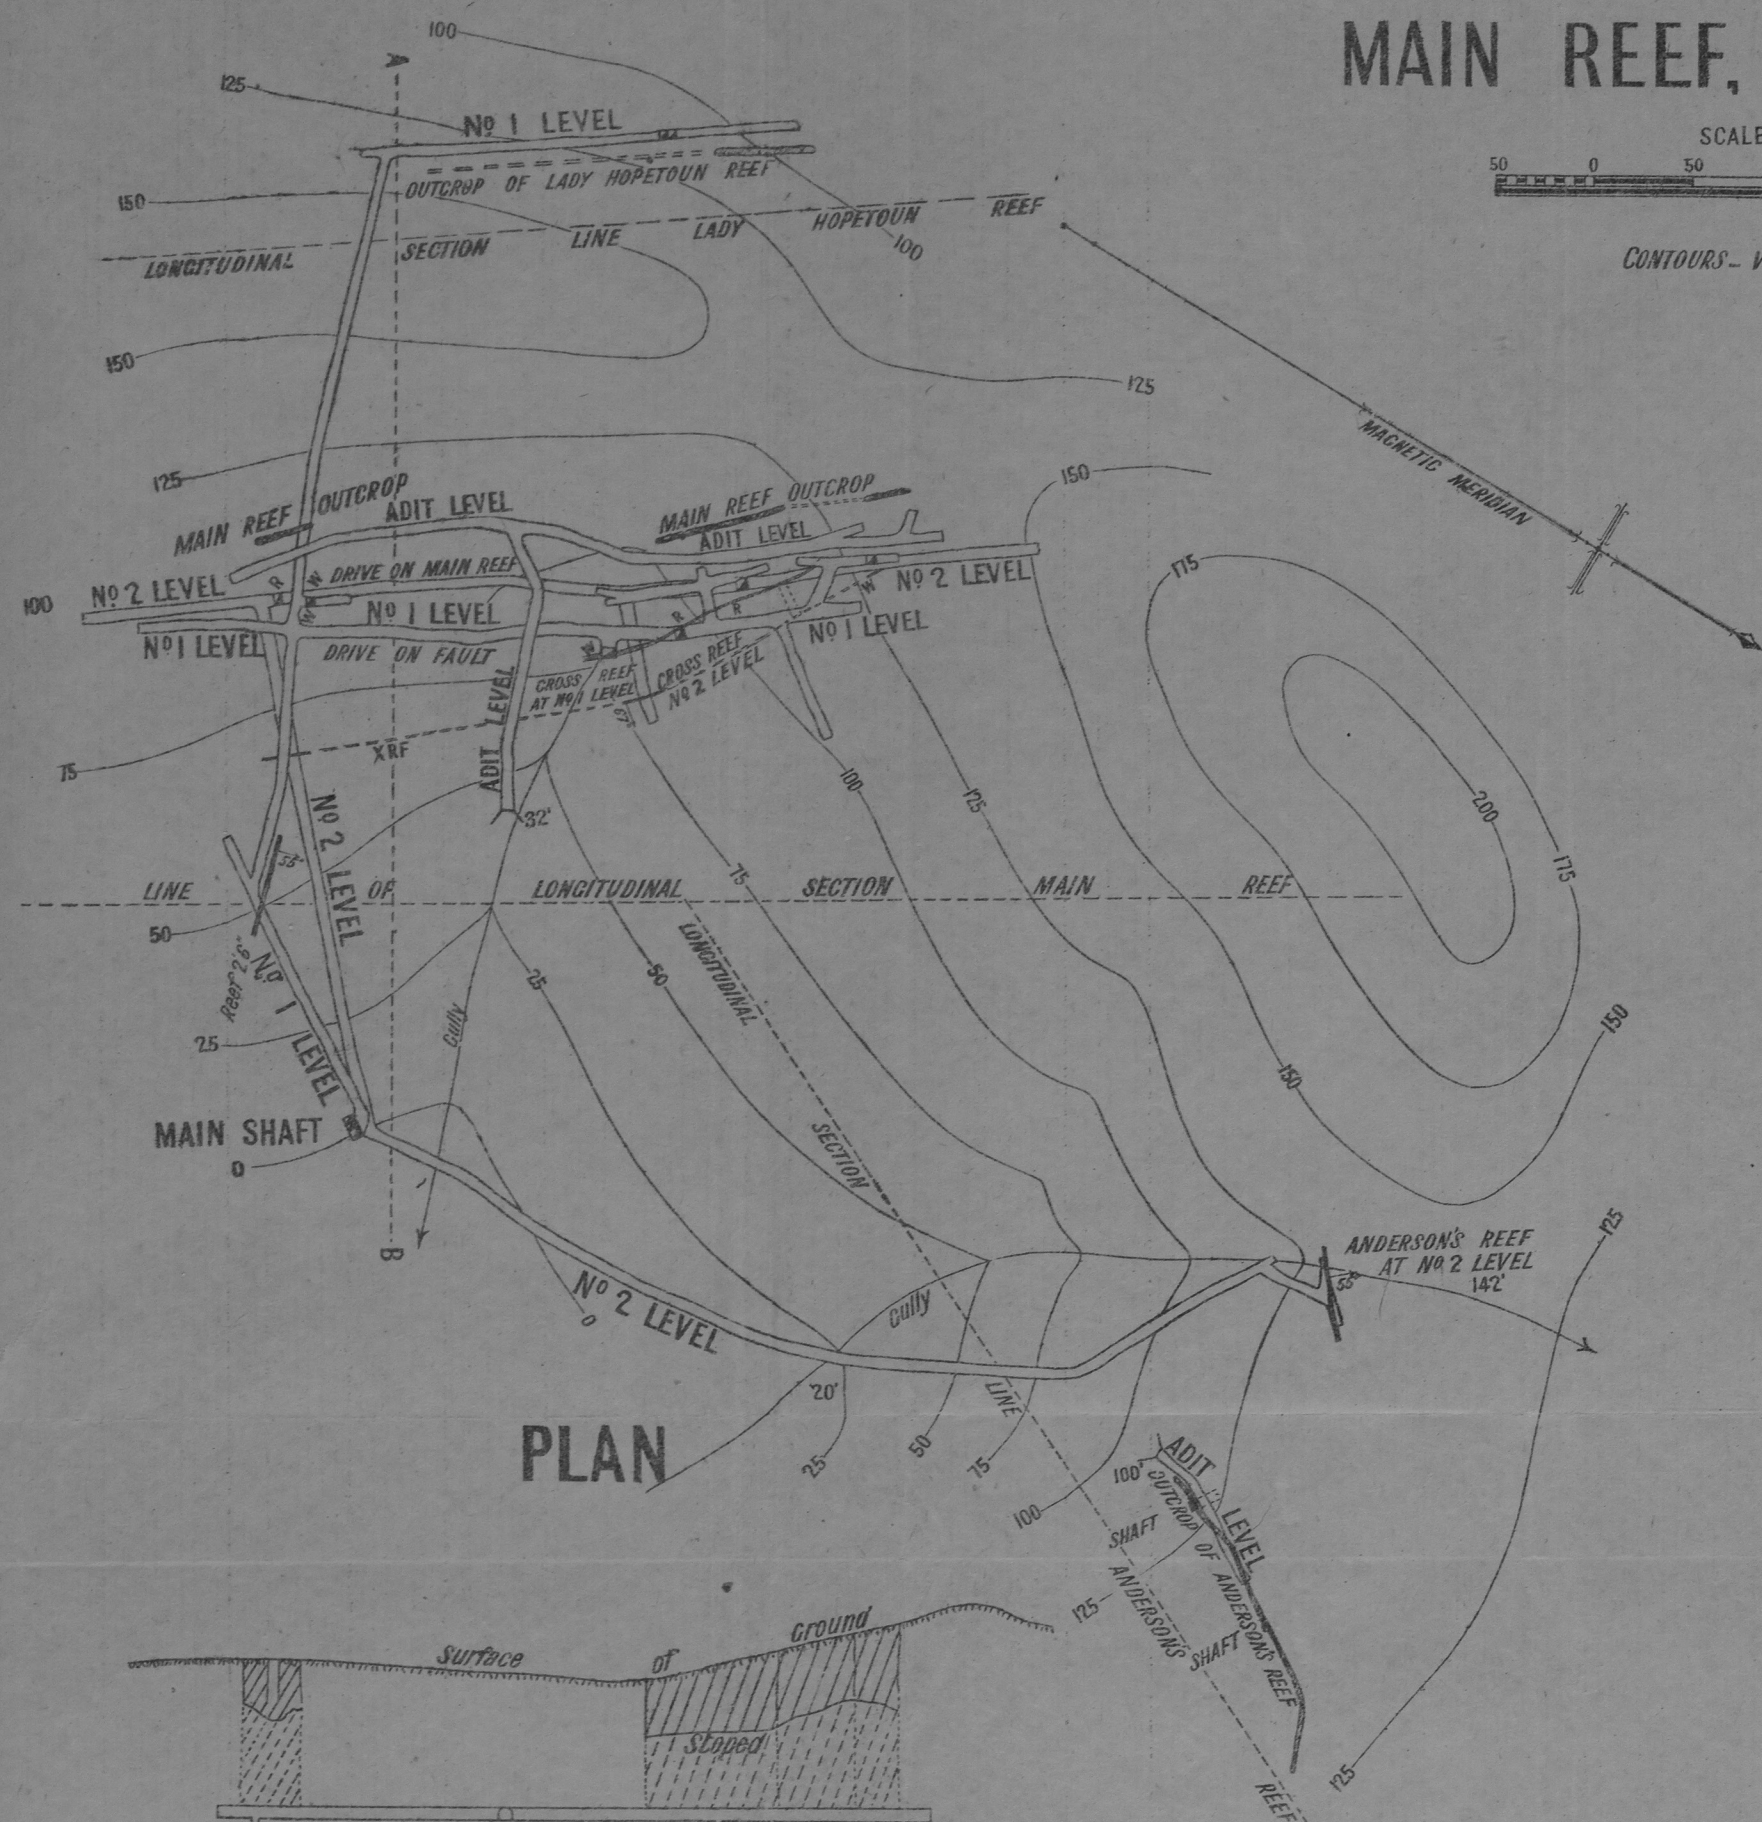 MAIN REEF,
SCALE
50 0 50
CONTOURS_ V
100
A
125
Nº 1 LEVEL
OUTCROP OF LADY HOPETOUN REEF
150
LONGITUDINAL SECTION LINE LADY HOPETOUN REEF
100
150
125
MAGNETIC MERIDIAN
125
150
MAIN REEF OUTCROP
ADIT LEVEL
MAIN REEF OUTCROP
ADIT LEVEL
175
Nº 2 LEVEL
R
W
DRIVE ON MAIN REEF
W
Nº 2 LEVEL
100
Nº 1 LEVEL
R
R
Nº 1 LEVEL
Nº 1 LEVEL
DRIVE ON FAULT
W
CROSS REEF
AT Nº 1 LEVEL
CROSS REEF
Nº 2 LEVEL
67°
ADIT LEVEL
XRF
75
100
125
200
Nº 2 LEVEL
32'
55°
75
175
LINE OF LONGITUDINAL SECTION MAIN REEF
50
Reef 2'6"
Nº 1 LEVEL
LONGITUDINAL SECTION LINE
25
50
Gully
25
150
150
MAIN SHAFT
0
B
125
ANDERSON'S REEF
AT Nº 2 LEVEL
142'
55°
Nº 2 LEVEL
0
Gully
20'
PLAN
25
50
75
100
ADIT LEVEL
100'
OUTCROP OF ANDERSON'S REEF
SHAFT
ANDERSON'S REEF
125
SHAFT
125
Surface of Ground
Stoped